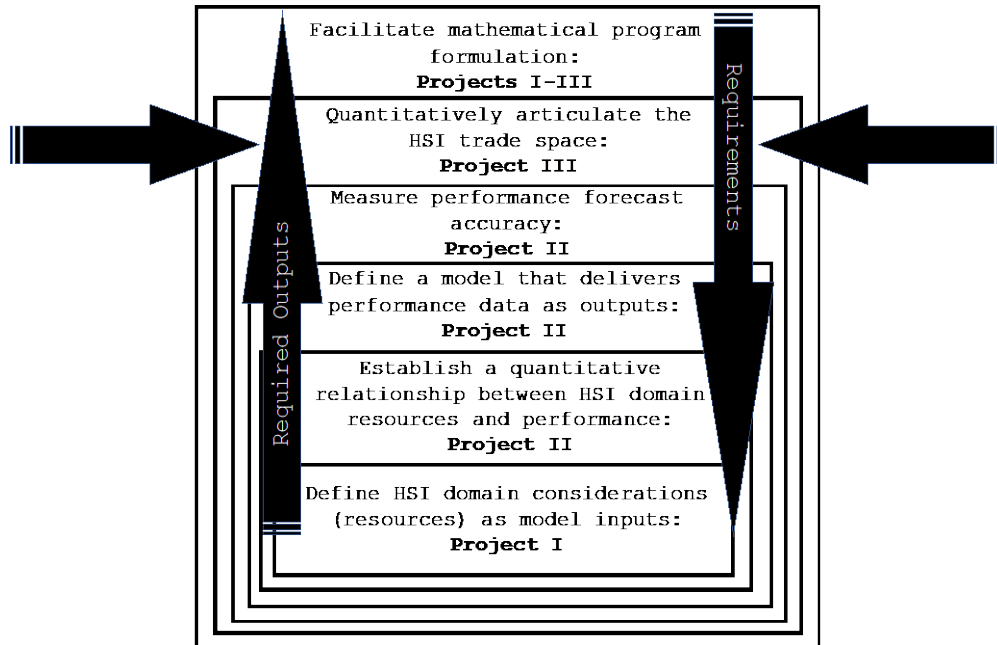 Facilitate mathematical program
formulation:
Projects I-III
Quantitatively articulate the
HSI trade space:
Project III
Measure performance forecast
accuracy:
Project II
Define a model that delivers
performance data as outputs:
Project II
Establish a quantitative
relationship between HSI domain
resources and performance:
Project II
Define HSI domain considerations
(resources) as model inputs:
Project I
Required Outputs
Requirements